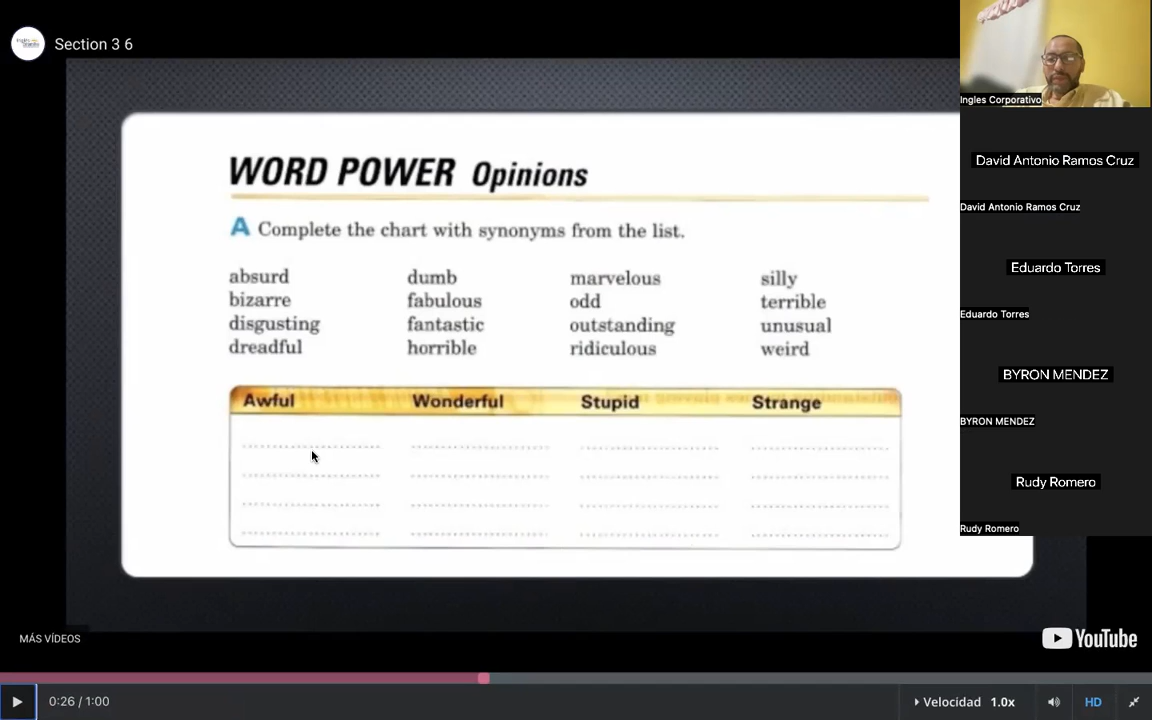 Section 3 6
WORD POWER Opinions
A Complete the chart with synonyms from the list.
absurd dumb marvelous silly
bizarre fabulous odd terrible
disgusting fantastic outstanding unusual
dreadful horrible ridiculous weird
Awful Wonderful Stupid Strange
Ingles Corporativo
David Antonio Ramos Cruz
David Antonio Ramos Cruz
Eduardo Torres
Eduardo Torres
BYRON MENDEZ
BYRON MENDEZ
Rudy Romero
Rudy Romero
MÁS VÍDEOS
YouTube
0:26 / 1:00
Velocidad 1.0x
HD